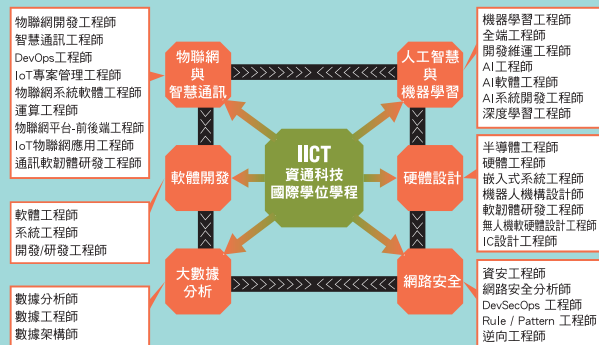 物聯網開發工程師
智慧通訊工程師
DevOps工程師
IoT專案管理工程師
物聯網系統軟體工程師
運算工程師
物聯網平台-前後端工程師
IoT物聯網應用工程師
通訊軟韌體研發工程師
軟體工程師
系統工程師
開發/研發工程師
數據分析師
數據工程師
數據架構師
物聯網
與
智慧通訊
軟體開發
大數據
分析
IICT
資通科技
國際學位學程
人工智慧
與
機器學習
硬體設計
網路安全
機器學習工程師
全端工程師
開發維運工程師
AI工程師
AI軟體工程師
AI系統開發工程師
深度學習工程師
半導體工程師
硬體工程師
嵌入式系統工程師
機器人機構設計師
軟韌體研發工程師
無人機軟硬體設計工程師
IC設計工程師
資安工程師
網路安全分析師
DevSecOps 工程師
Rule / Pattern 工程師
逆向工程師